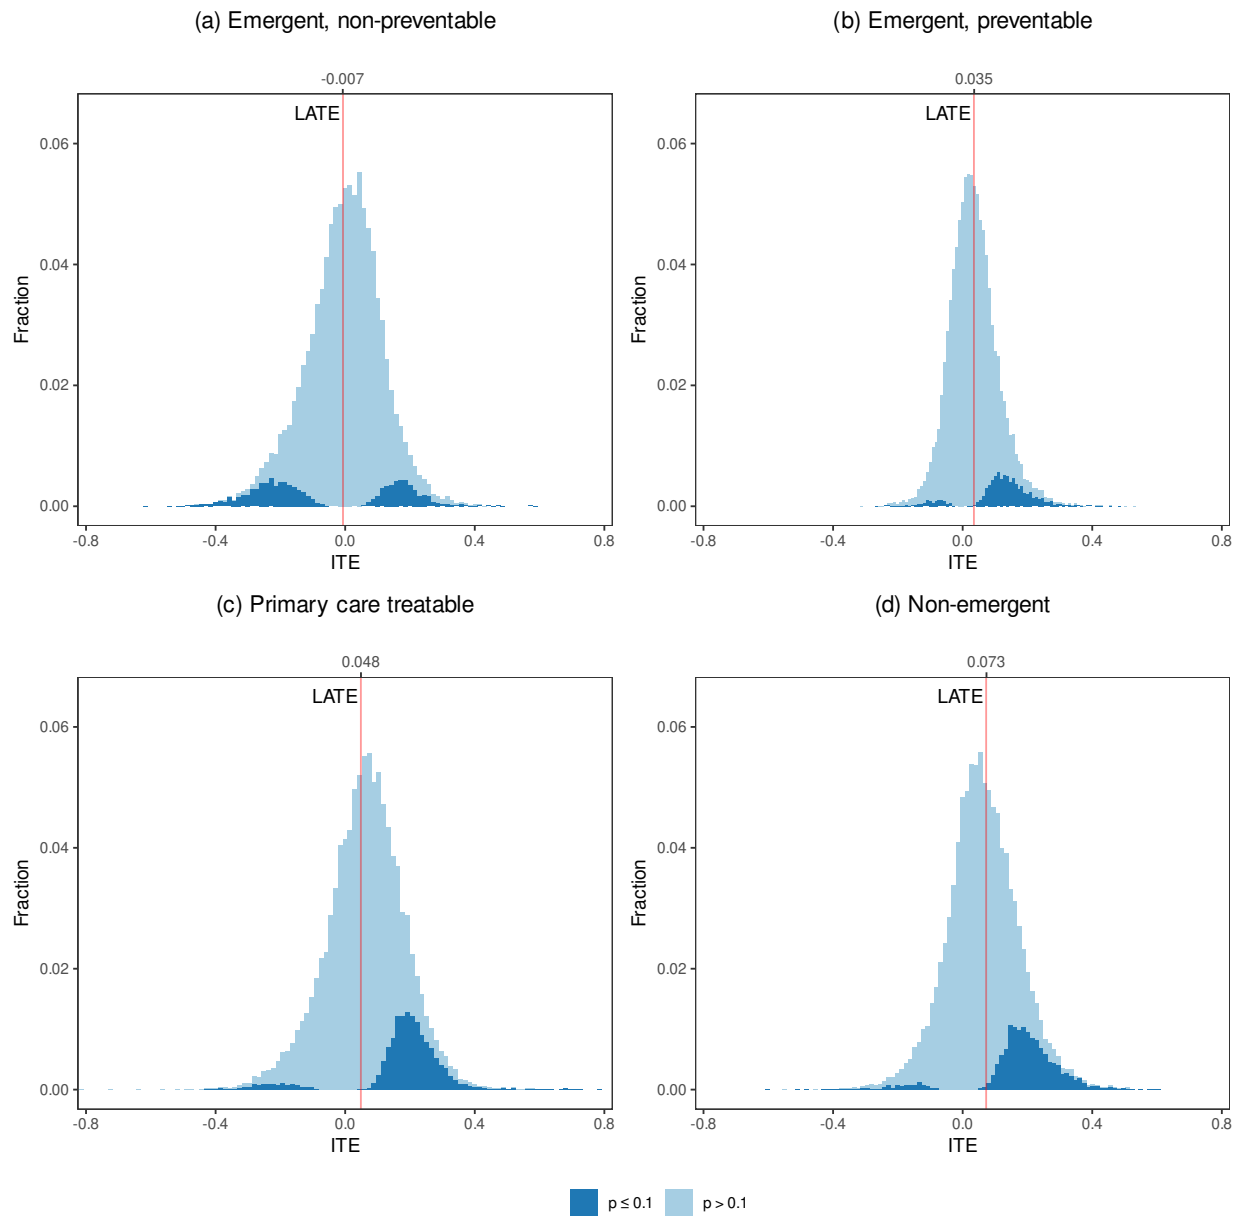 (a) Emergent, non-preventable
-0.007
LATE
0.06
0.04
0.02
0.00
Fraction
-0.8 -0.4 0.0 0.4 0.8
ITE
(b) Emergent, preventable
0.035
LATE
0.06
0.04
0.02
0.00
Fraction
-0.8 -0.4 0.0 0.4 0.8
ITE
(c) Primary care treatable
0.048
LATE
0.06
0.04
0.02
0.00
Fraction
-0.8 -0.4 0.0 0.4 0.8
ITE
(d) Non-emergent
0.073
LATE
0.06
0.04
0.02
0.00
Fraction
-0.8 -0.4 0.0 0.4 0.8
ITE
p ≤ 0.1 p > 0.1